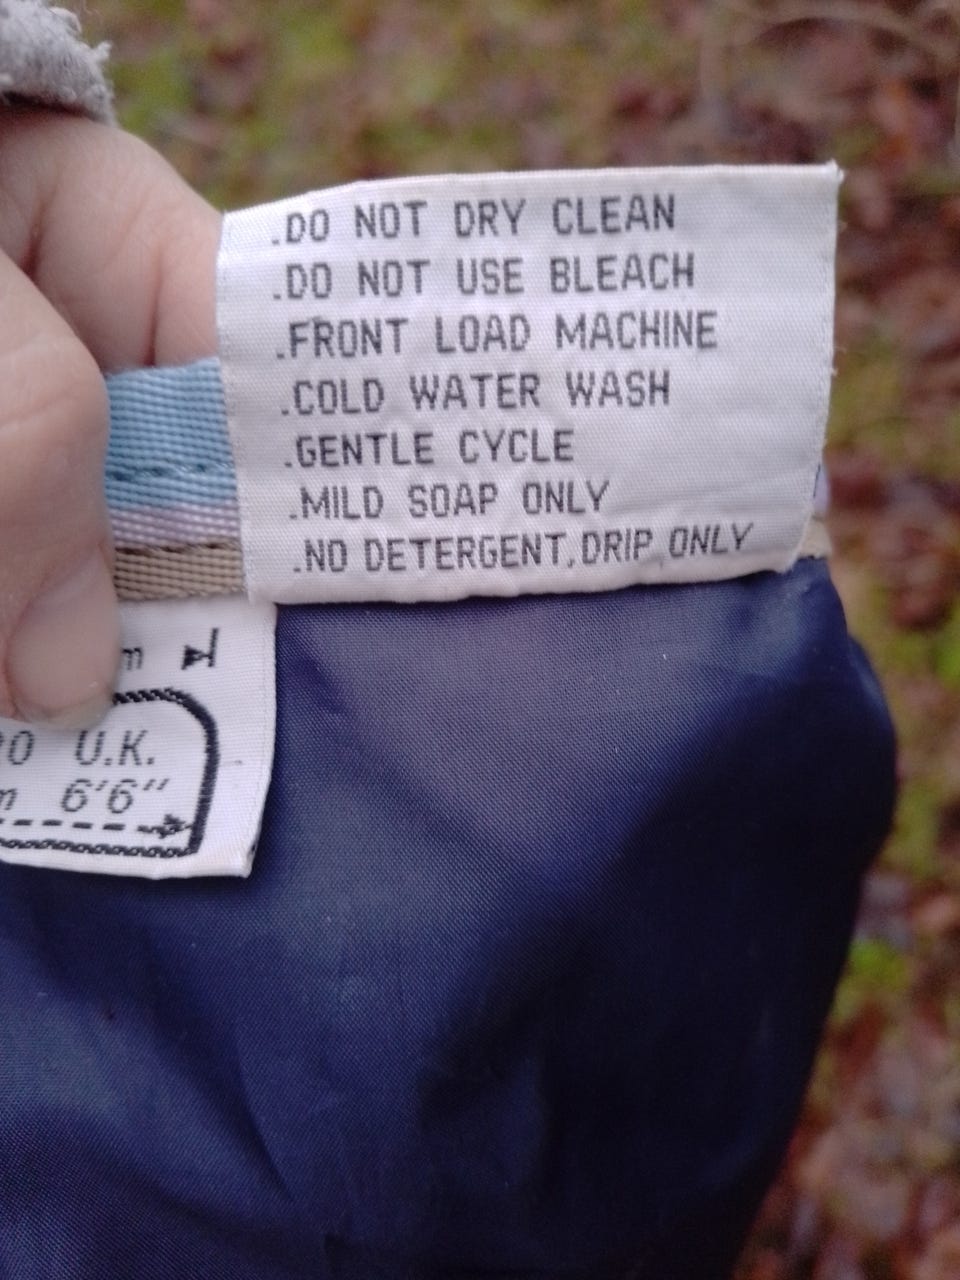 .DO NOT DRY CLEAN
.DO NOT USE BLEACH
.FRONT LOAD MACHINE
.COLD WATER WASH
.GENTLE CYCLE
.MILD SOAP ONLY
.NO DETERGENT,DRIP ONLY
m
0 U.K.
m 6'6"